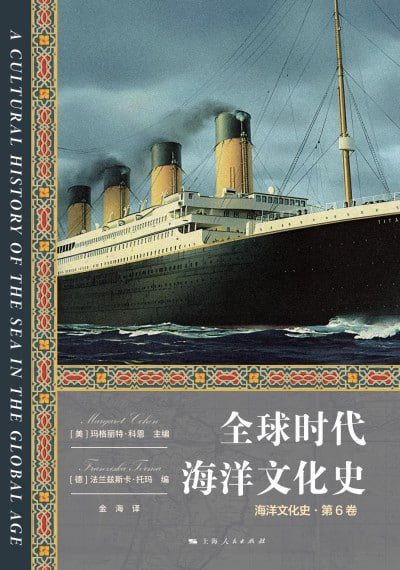 A CULTURAL HISTORY OF THE SEA IN THE GLOBAL AGE
TITANIC
Margaret Cohen
[美]玛格丽特·科恩 主编
Franziska Torma
[德]法兰兹斯卡·托玛 编
金海 译
全球时代
海洋文化史
海洋文化史·第6卷
上海人民出版社